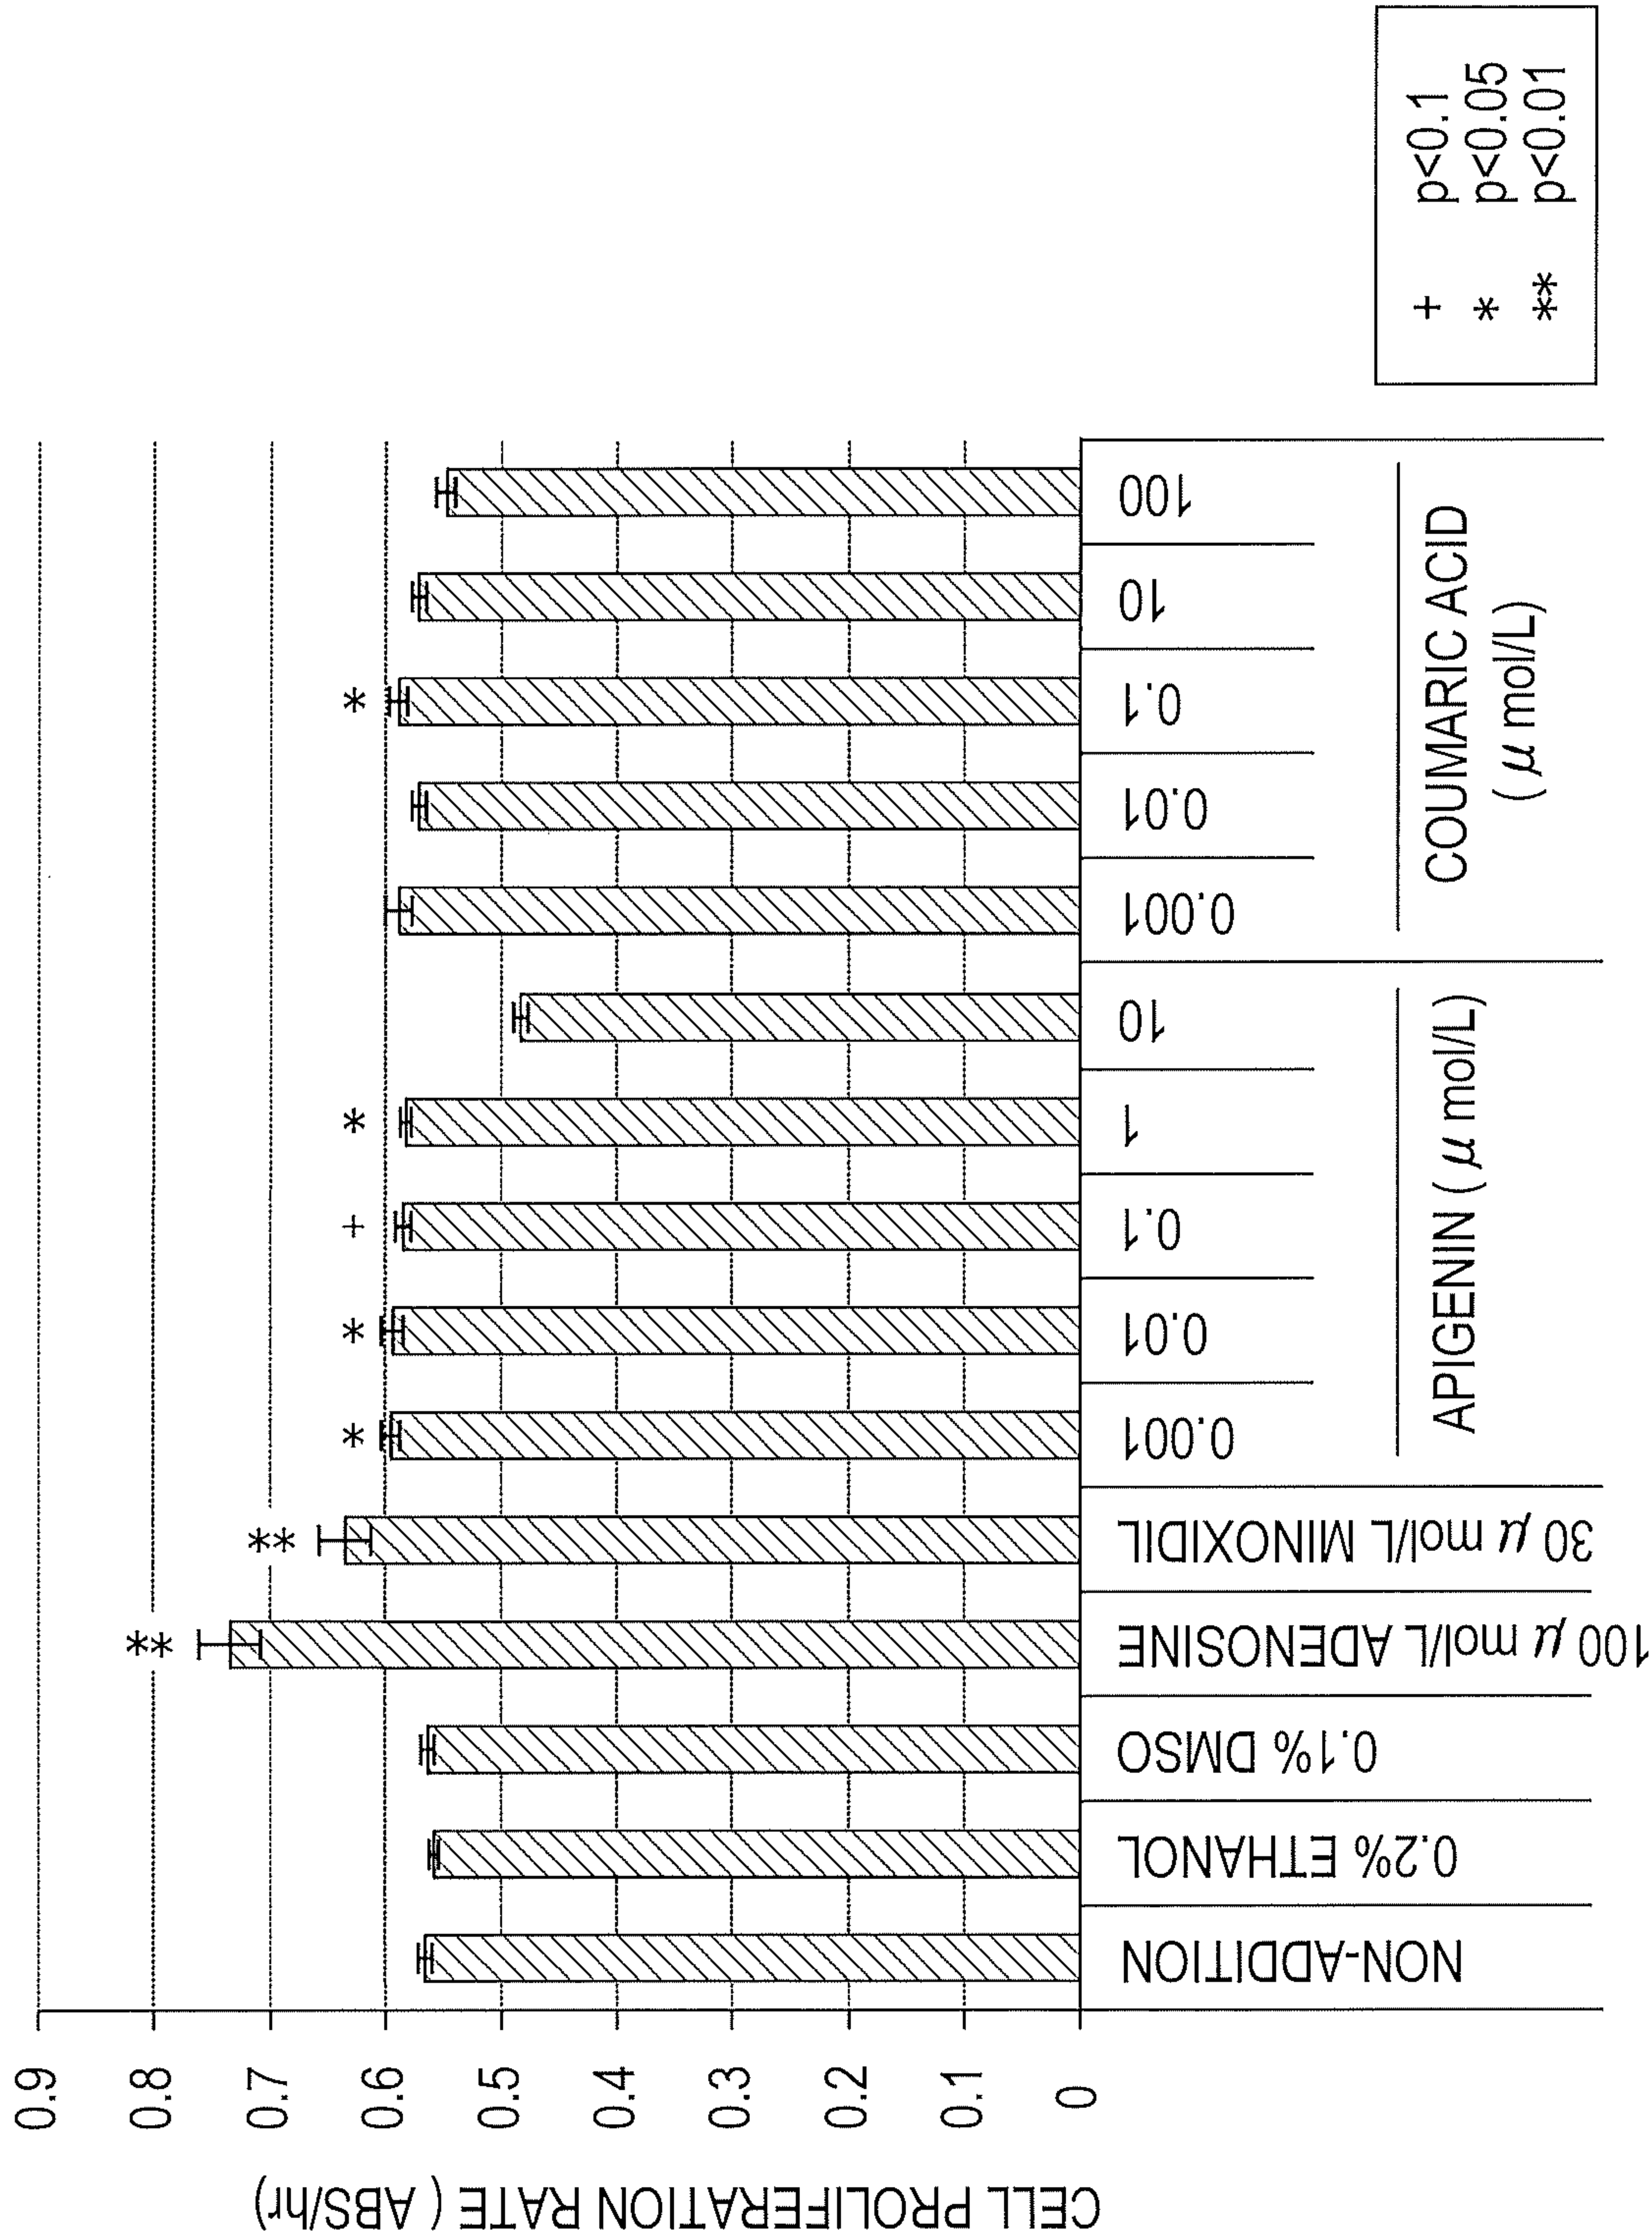 CELL PROLIFERATION RATE ( ABS/hr)
0.9
0.8
0.7
0.6
0.5
0.4
0.3
0.2
0.1
0
**
**
*
*
+
*
*
NON-ADDITION
0.2% ETHANOL
0.1% DMSO
100 μ mol/L ADENOSINE
30 μ mol/L MINOXIDIL
0.001
0.01
0.1
1
10
APIGENIN ( μ mol/L)
0.001
0.01
0.1
10
100
COUMARIC ACID
( μ mol/L)
+ p<0.1
* p<0.05
** p<0.01